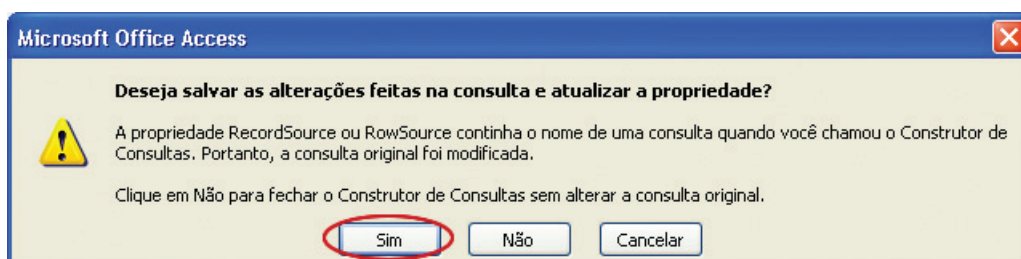 Microsoft Office Access
Deseja salvar as alterações feitas na consulta e atualizar a propriedade?
A propriedade RecordSource ou RowSource continha o nome de uma consulta quando você chamou o Construtor de
Consultas. Portanto, a consulta original foi modificada.
Clique em Não para fechar o Construtor de Consultas sem alterar a consulta original.
Sim Não Cancelar